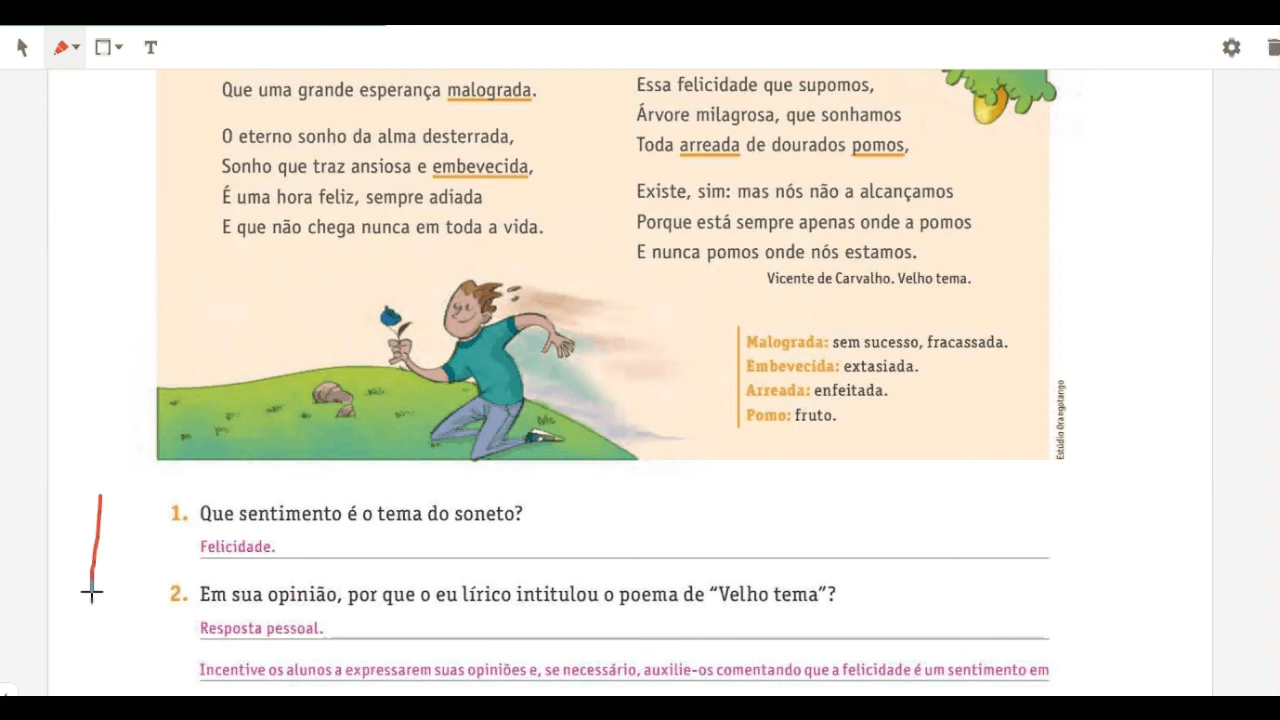 T
Que uma grande esperança malograda.
O eterno sonho da alma desterrada,
Sonho que traz ansiosa e embevecida,
É uma hora feliz, sempre adiada
E que não chega nunca em toda a vida.
Essa felicidade que supomos,
Árvore milagrosa, que sonhamos
Toda arreada de dourados pomos,
Existe, sim: mas nós não a alcançamos
Porque está sempre apenas onde a pomos
E nunca pomos onde nós estamos.
Vicente de Carvalho. Velho tema.
Malograda: sem sucesso, fracassada.
Embevecida: extasiada.
Arreada: enfeitada.
Pomo: fruto.
Estúdio Orangotango
1. Que sentimento é o tema do soneto?
Felicidade.
2. Em sua opinião, por que o eu lírico intitulou o poema de “Velho tema”?
Resposta pessoal.
Incentive os alunos a expressarem suas opiniões e, se necessário, auxilie-os comentando que a felicidade é um sentimento em